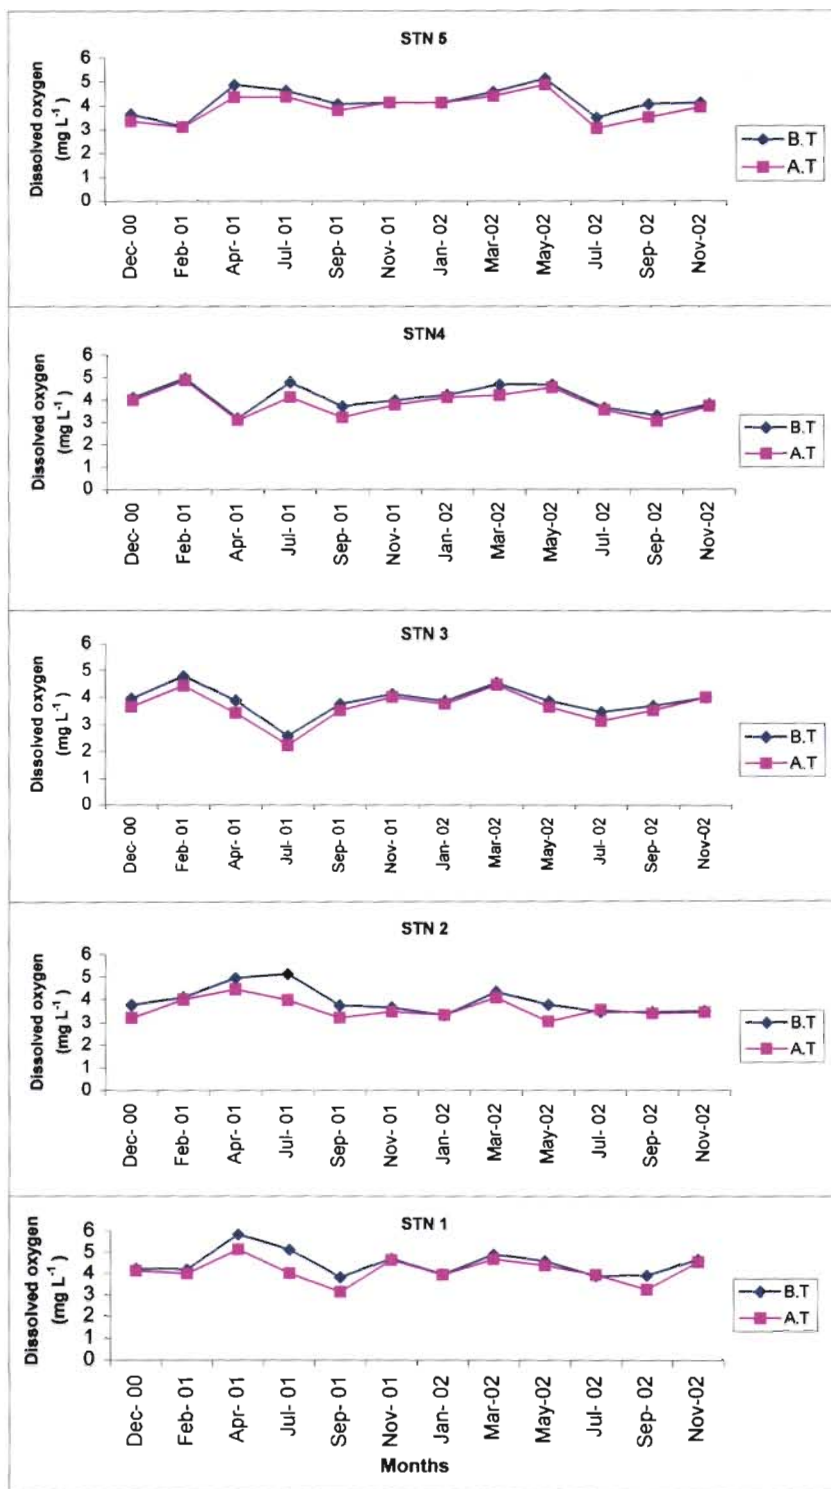 STN 5
Dissolved oxygen
(mg L-1 )
6
5
4
3
2
1
0
Dec- 00
Feb- 01
Apr- 01
Jul- 01
Sep- 01
Nov- 01
Jan- 02
Mar-02
May-02
Jul- 02
Sep- 02
Nov-02
B.T
A.T
STN4
Dissolved oxygen
(mg L-1 )
6
5
4
3
2
1
0
Dec- 00
Feb- 01
Apr- 01
Jul- 01
Sep- 01
Nov- 01
Jan- 02
Mar-02
May-02
Jul- 02
Sep- 02
Nov-02
B.T
A.T
STN 3
Dissolved oxygen
(mg L-1 )
6
5
4
3
2
1
0
Dec- 00
Feb- 01
Apr- 01
Jul- 01
Sep- 01
Nov- 01
Jan- 02
Mar-02
May-02
Jul- 02
Sep- 02
Nov-02
B.T
A.T
STN 2
Dissolved oxygen
(mg L-1 )
6
5
4
3
2
1
0
Dec- 00
Feb- 01
Apr- 01
Jul- 01
Sep- 01
Nov- 01
Jan- 02
Mar-02
May-02
Jul- 02
Sep- 02
Nov-02
B.T
A.T
STN 1
Dissolved oxygen
(mg L-1 )
6
5
4
3
2
1
0
Dec- 00
Feb- 01
Apr- 01
Jul- 01
Sep- 01
Nov- 01
Jan- 02
Mar-02
May-02
Jul- 02
Sep- 02
Nov-02
B.T
A.T
Months